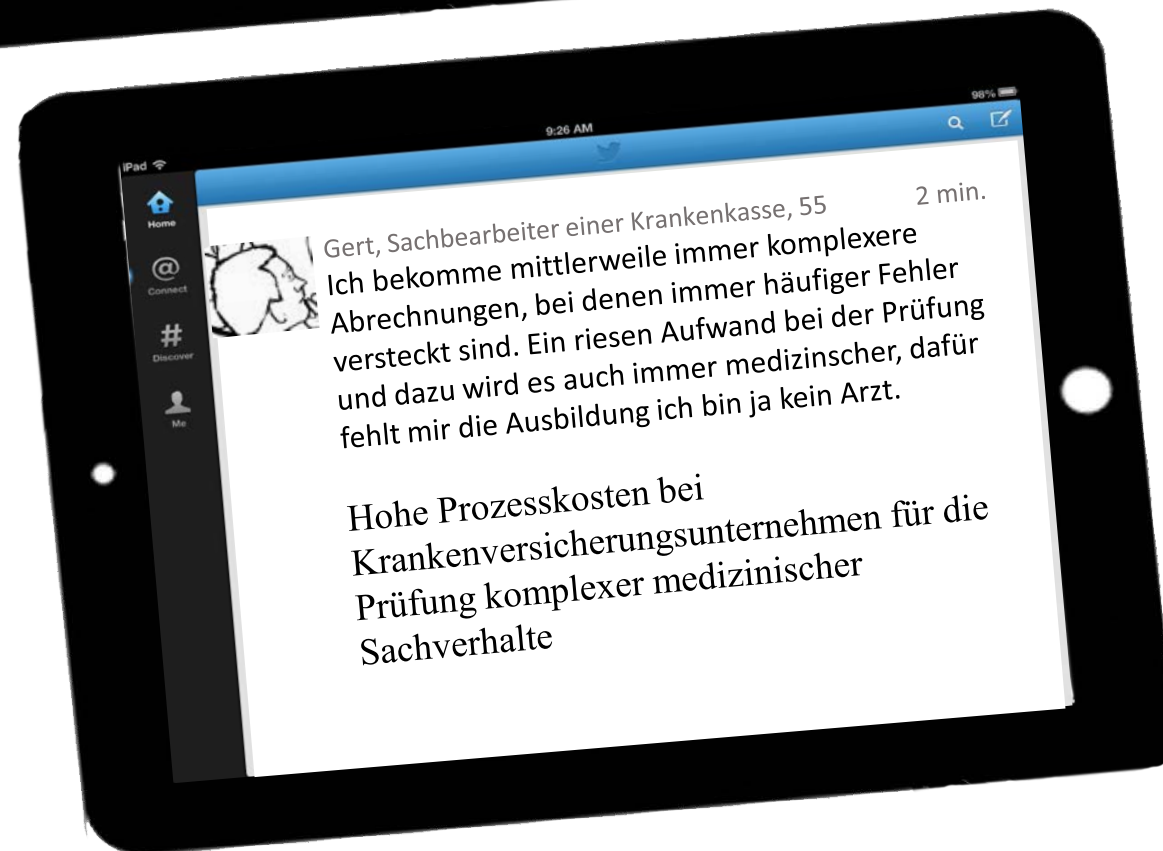 iPad
9:26 AM
98%
Home
Connect
Discover
Me
Gert, Sachbearbeiter einer Krankenkasse, 55
2 min.
Ich bekomme mittlerweile immer komplexere
Abrechnungen, bei denen immer häufiger Fehler
versteckt sind. Ein riesen Aufwand bei der Prüfung
und dazu wird es auch immer medizinscher, dafür
fehlt mir die Ausbildung ich bin ja kein Arzt.
Hohe Prozesskosten bei
Krankenversicherungsunternehmen für die
Prüfung komplexer medizinischer
Sachverhalte